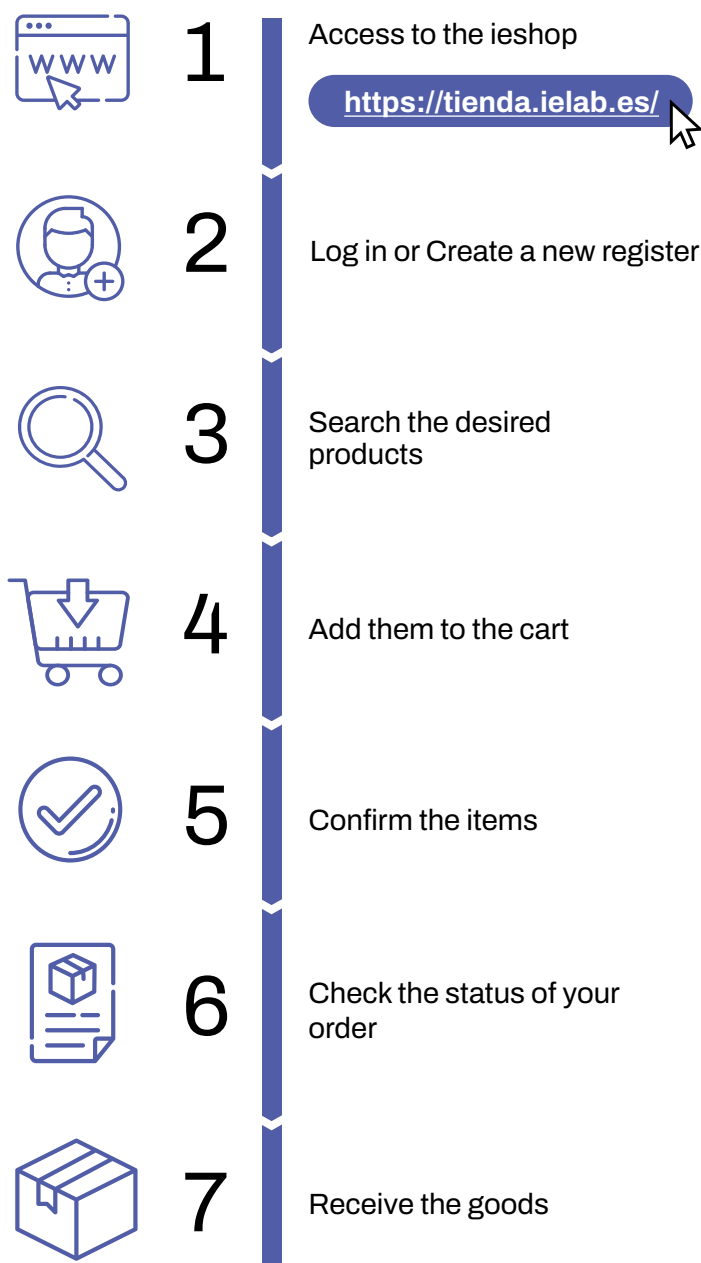 WWW
1
Access to the ieshop
https://tienda.ielab.es/
2
Log in or Create a new register
3
Search the desired
products
4
Add them to the cart
5
Confirm the items
6
Check the status of your
order
7
Receive the goods